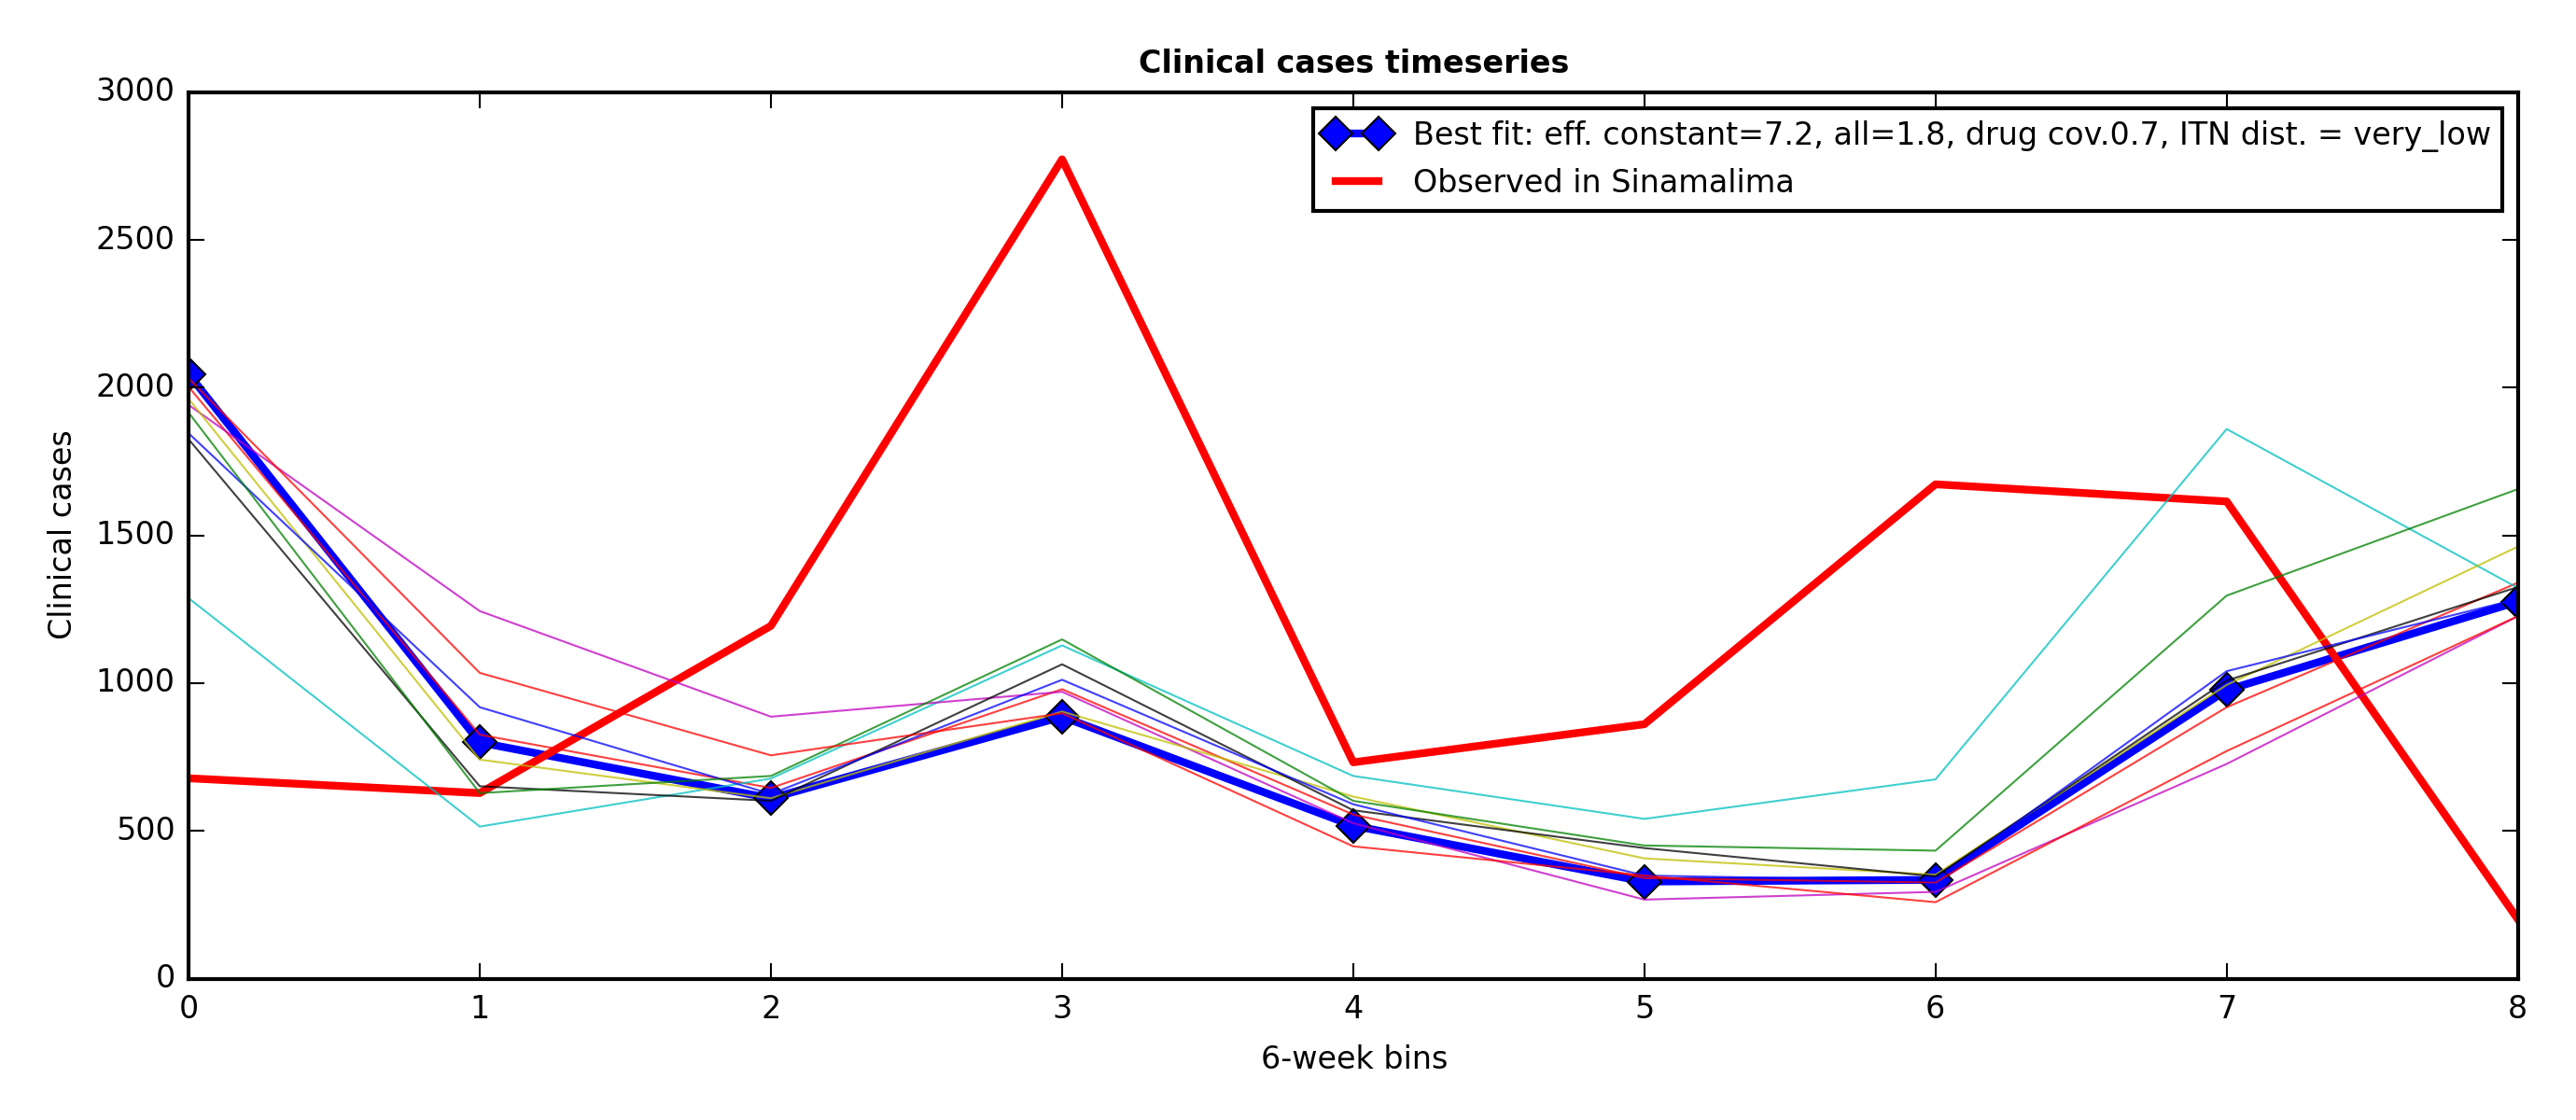 Clinical cases timeseries
3000
2500
2000
1500
1000
500
0
Clinical cases
Best fit: eff. constant=7.2, all=1.8, drug cov.0.7, ITN dist. = very_low
Observed in Sinamalima
0 1 2 3 4 5 6 7 8
6-week bins